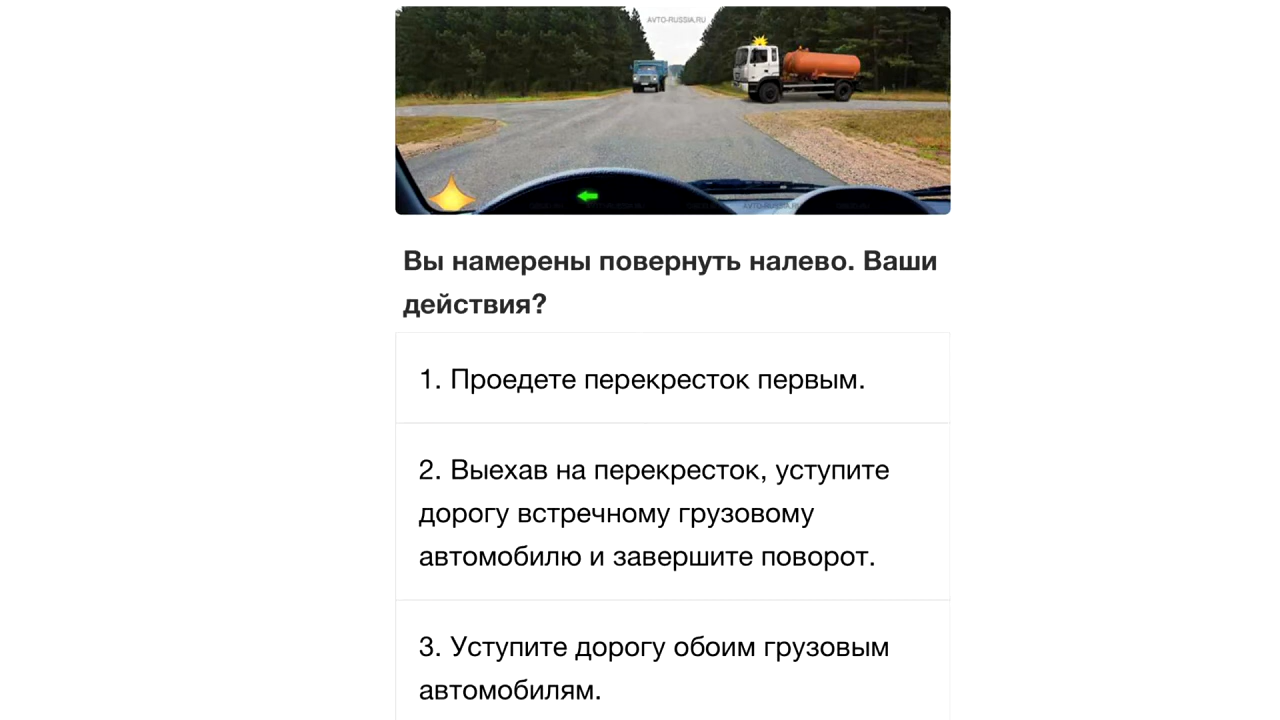 AVTO-RUSSIA.RU
Вы намерены повернуть налево. Ваши
действия?
1. Проедете перекресток первым.
2. Выехав на перекресток, уступите
дорогу встречному грузовому
автомобилю и завершите поворот.
3. Уступите дорогу обоим грузовым
автомобилям.